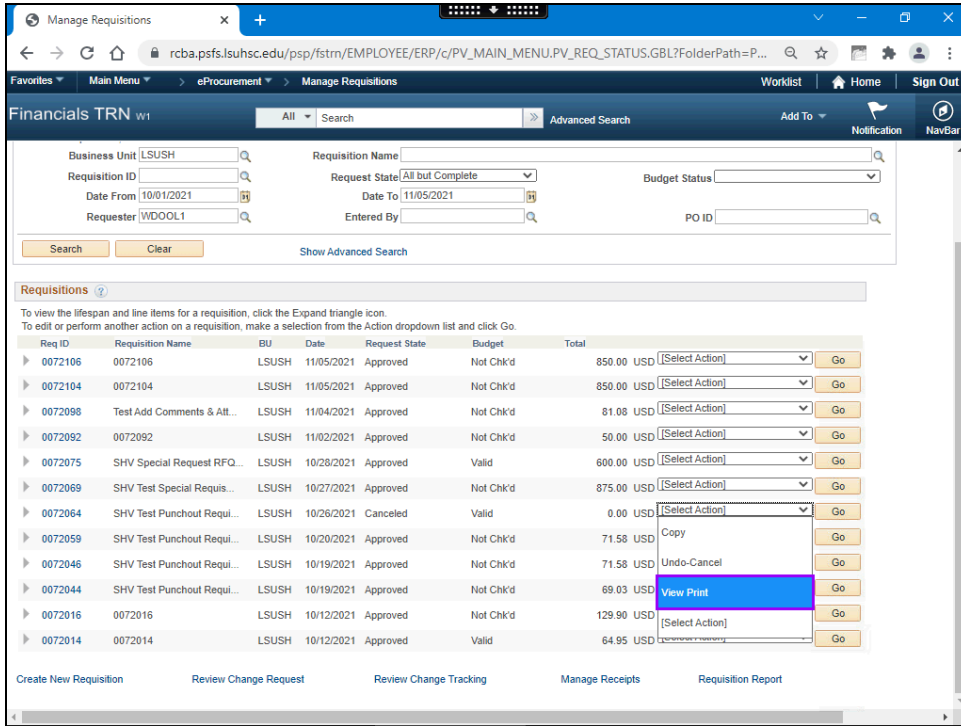 Manage Requisitions
rcba.psfs.lsuhsc.edu/psp/fstrn/EMPLOYEE/ERP/c/PV_MAIN_MENU.PV_REQ_STATUS.GBL?FolderPath=P...
Favorites Main Menu > eProcurement > Manage Requisitions Worklist Home Sign Out
Financials TRN W1 All Search Advanced Search Add To Notification NavBar
Business Unit LSUSH Requisition Name
Requisition ID Request State All but Complete Budget Status
Date From 10/01/2021 Date To 11/05/2021
Requester WDOOL1 Entered By PO ID
Search Clear Show Advanced Search
Requisitions ?
To view the lifespan and line items for a requisition, click the Expand triangle icon.
To edit or perform another action on a requisition, make a selection from the Action dropdown list and click Go.
Req ID Requisition Name BU Date Request State Budget Total
0072106 0072106 LSUSH 11/05/2021 Approved Not Chk'd 850.00 USD [Select Action] Go
0072104 0072104 LSUSH 11/05/2021 Approved Not Chk'd 850.00 USD [Select Action] Go
0072098 Test Add Comments & Att... LSUSH 11/04/2021 Approved Not Chk'd 81.08 USD [Select Action] Go
0072092 0072092 LSUSH 11/02/2021 Approved Not Chk'd 50.00 USD [Select Action] Go
0072075 SHV Special Request RFQ... LSUSH 10/28/2021 Approved Valid 600.00 USD [Select Action] Go
0072069 SHV Test Special Requis... LSUSH 10/27/2021 Approved Not Chk'd 875.00 USD [Select Action] Go
0072064 SHV Test Punchout Requi... LSUSH 10/26/2021 Canceled Valid 0.00 USD [Select Action] Go
0072059 SHV Test Punchout Requi... LSUSH 10/20/2021 Approved Not Chk'd 71.58 USD Copy Go
0072046 SHV Test Punchout Requi... LSUSH 10/19/2021 Approved Not Chk'd 71.58 USD Undo-Cancel Go
0072044 SHV Test Punchout Requi... LSUSH 10/19/2021 Approved Not Chk'd 69.03 USD View Print Go
0072016 0072016 LSUSH 10/12/2021 Approved Not Chk'd 129.90 USD [Select Action] Go
0072014 0072014 LSUSH 10/12/2021 Approved Valid 64.95 USD [Select Action] Go
Create New Requisition Review Change Request Review Change Tracking Manage Receipts Requisition Report